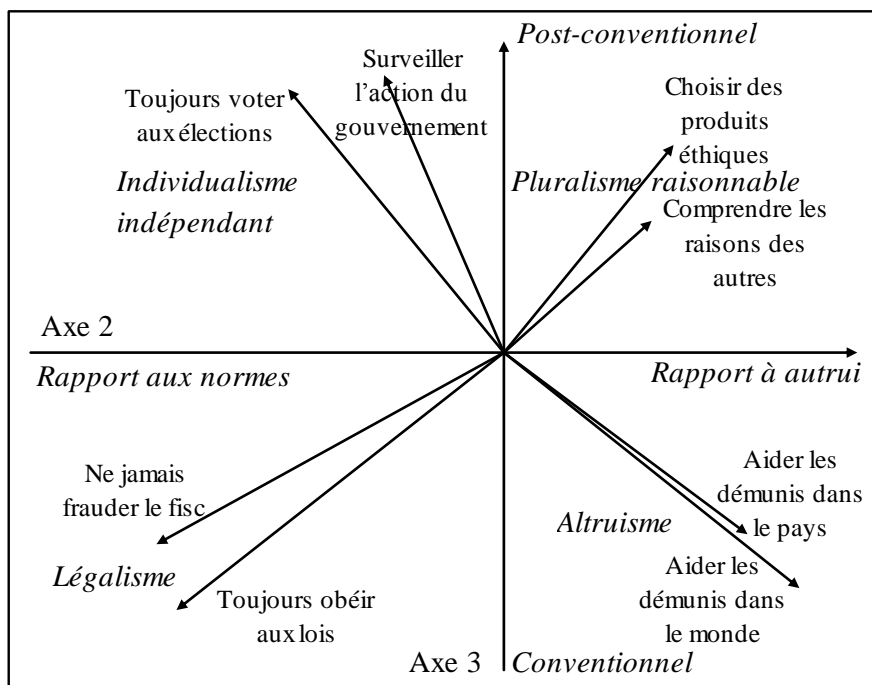 Post-conventionnel
Surveiller
l'action du
gouvernement
Toujours voter
aux élections
Choisir des
produits
éthiques
Individualisme
indépendant
Pluralisme raisonnable
Comprendre les
raisons des
autres
Axe 2
Rapport aux normes
Rapport à autrui
Ne jamais
frauder le fisc
Légalisme
Toujours obéir
aux lois
Altruisme
Aider les
démunis dans
le pays
Aider les
démunis dans
le monde
Axe 3
Conventionnel